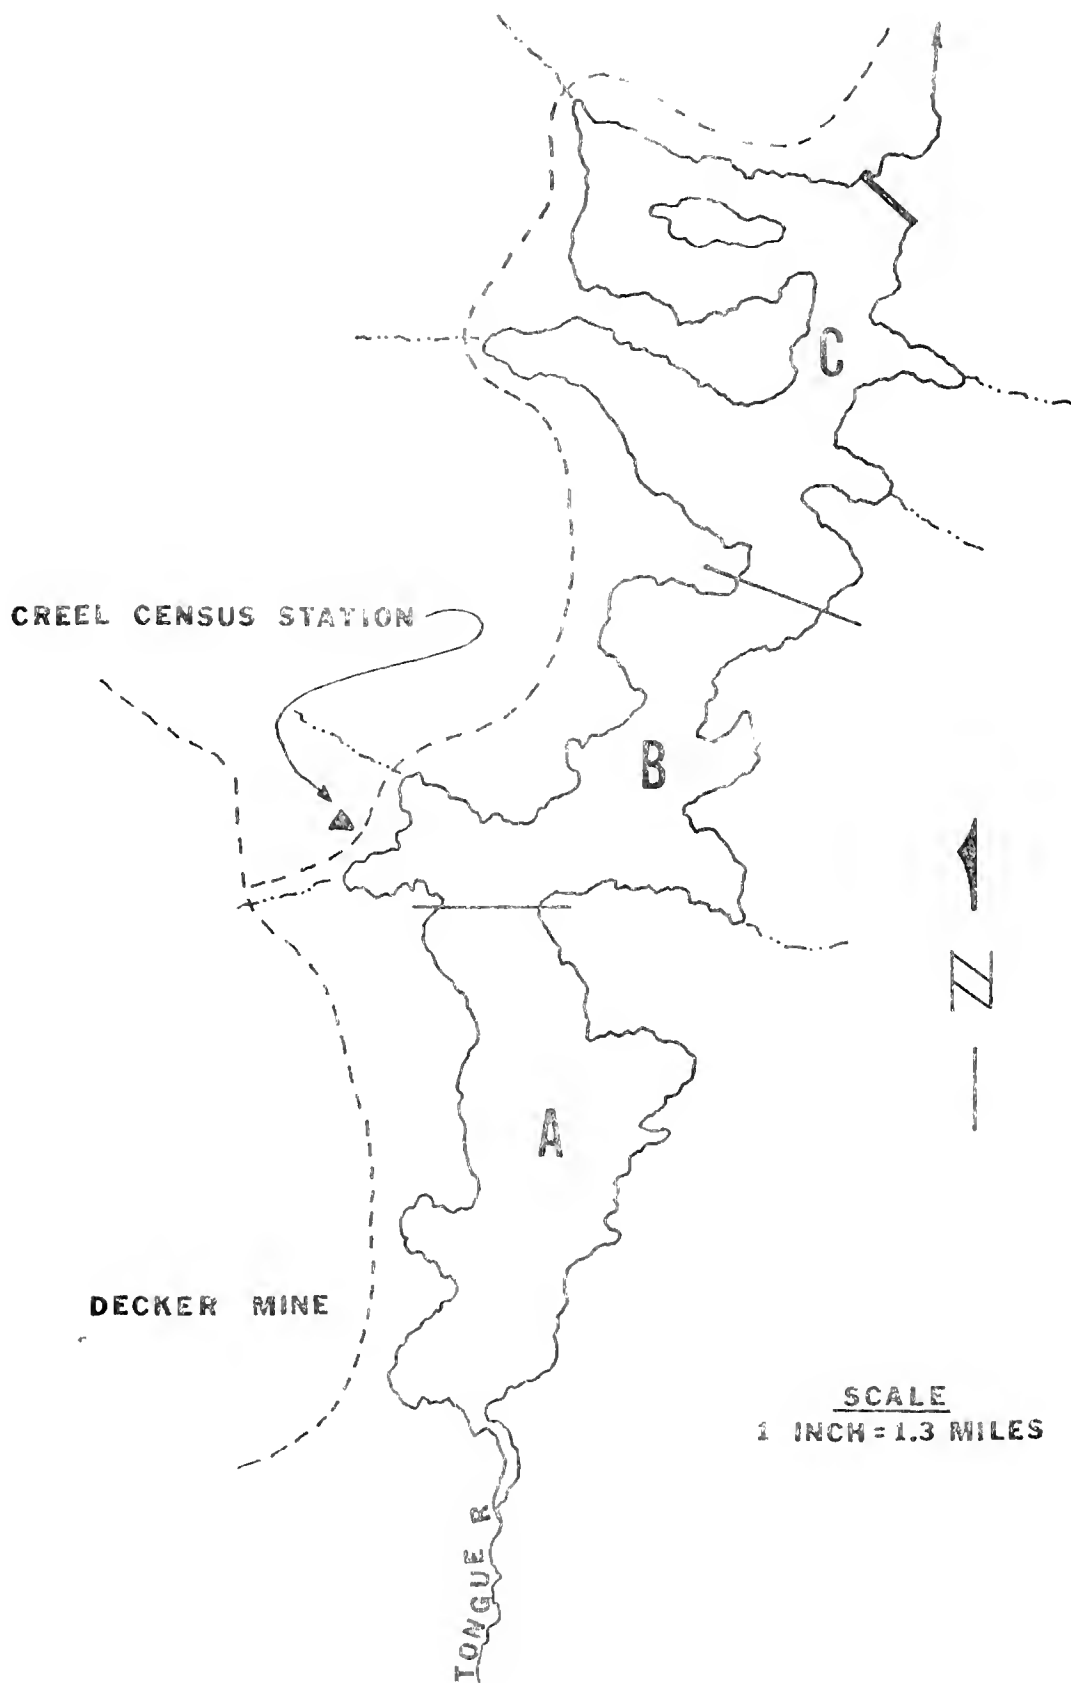 C
CREEL CENSUS STATION
B
N
A
DECKER MINE
SCALE
1 INCH = 1.3 MILES
TONGUE R